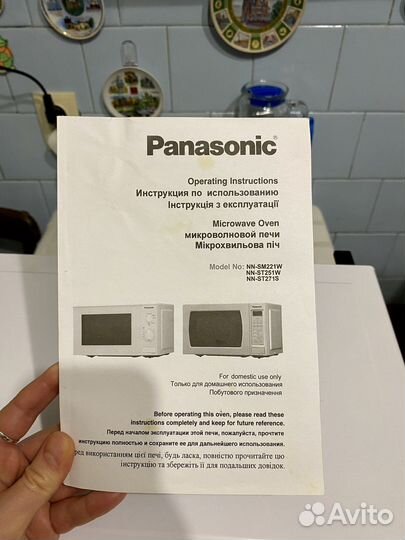 Panasonic®
Operating Instructions
Инструкция по использованию
Інструкція з експлуатації
Microwave Oven
микроволновой печи
Мікрохвильова піч
Model No: NN-SM221W
NN-ST251W
NN-ST271S
Panasonic
Panasonic
For domestic use only
Только для домашнего использования
Побутового призначення
Before operating this oven, please read these
instructions completely and keep for future reference.
Перед началом эксплуатации этой печи, пожалуйста, прочтите
инструкцию полностью и сохраните ее для дальнейшего использования.
ред використанням цієї печі, будь ласка, повністю прочитайте цю
інструкцію та збережіть її для подальших довідок.
Avito